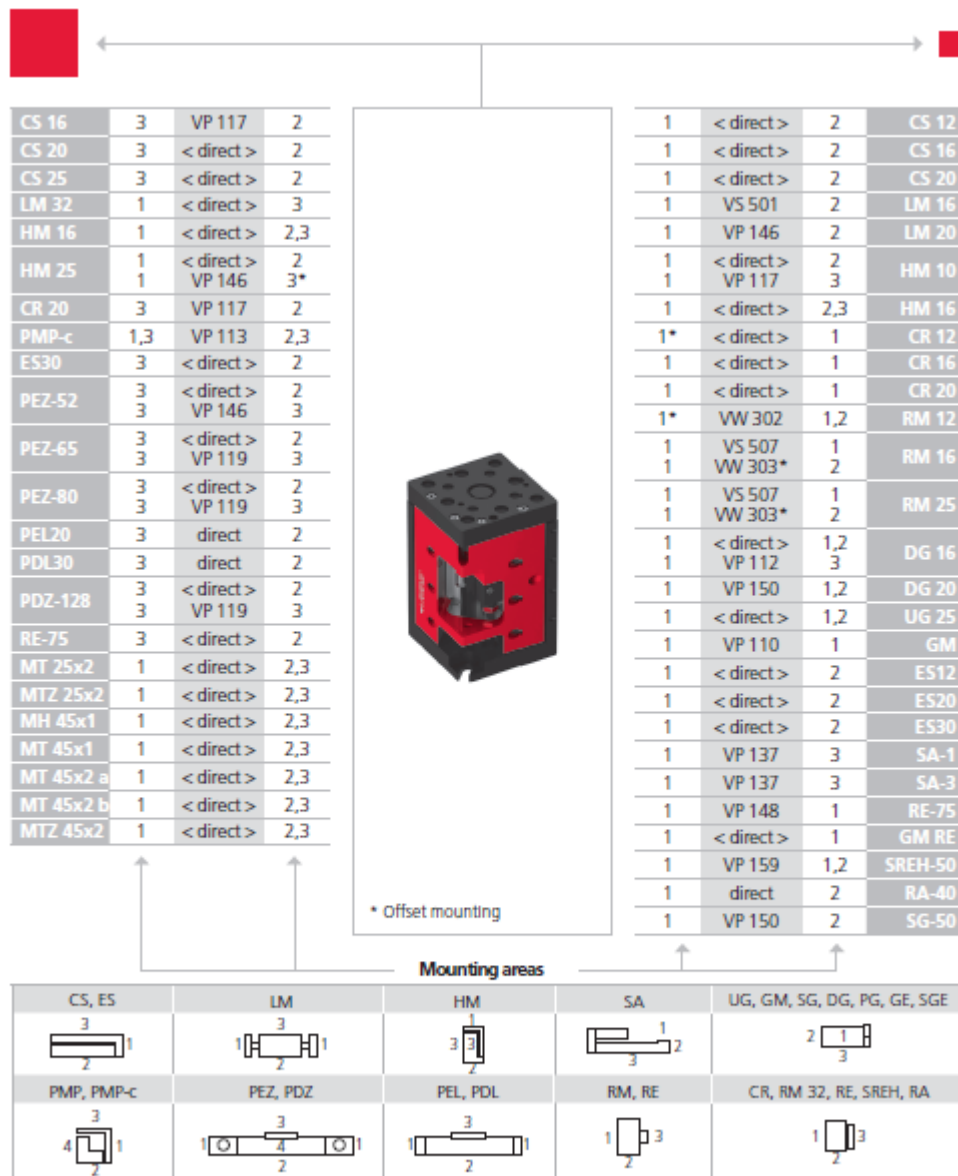 CS 16 3 VP 117 2
CS 20 3 < direct > 2
CS 25 3 < direct > 2
LM 32 1 < direct > 3
HM 16 1 < direct > 2,3
HM 25 1 < direct > 2
1 VP 146 3*
CR 20 3 VP 117 2
PMP-c 1,3 VP 113 2,3
ES30 3 < direct > 2
PEZ-52 3 < direct > 2
3 VP 146 3
PEZ-65 3 < direct > 2
3 VP 119 3
PEZ-80 3 < direct > 2
3 VP 119 3
PEL20 3 direct 2
PDL30 3 direct 2
PDZ-128 3 < direct > 2
3 VP 119 3
RE-75 3 < direct > 2
MT 25x2 1 < direct > 2,3
MTZ 25x2 1 < direct > 2,3
MH 45x1 1 < direct > 2,3
MT 45x1 1 < direct > 2,3
MT 45x2 a 1 < direct > 2,3
MT 45x2 b 1 < direct > 2,3
MTZ 45x2 1 < direct > 2,3
* Offset mounting
1 < direct > 2 CS 12
1 < direct > 2 CS 16
1 < direct > 2 CS 20
1 VS 501 2 LM 16
1 VP 146 2 LM 20
1 < direct > 2 HM 10
1 VP 117 3
1 < direct > 2,3 HM 16
1* < direct > 1 CR 12
1 < direct > 1 CR 16
1 < direct > 1 CR 20
1* VW 302 1,2 RM 12
1 VS 507 1 RM 16
1 VW 303* 2
1 VS 507 1 RM 25
1 VW 303* 2
1 < direct > 1,2 DG 16
1 VP 112 3
1 VP 150 1,2 DG 20
1 < direct > 1,2 UG 25
1 VP 110 1 GM
1 < direct > 2 ES12
1 < direct > 2 ES20
1 < direct > 2 ES30
1 VP 137 3 SA-1
1 VP 137 3 SA-3
1 VP 148 1 RE-75
1 < direct > 1 GM RE
1 VP 159 1,2 SREH-50
1 direct 2 RA-40
1 VP 150 2 SG-50
Mounting areas
CS, ES LM HM SA UG, GM, SG, DG, PG, GE, SGE
3 1 2
3 1 1 2
1 3 3 2
1 2 3
2 1 3
PMP, PMP-c PEZ, PDZ PEL, PDL RM, RE CR, RM 32, RE, SREH, RA
3 4 1 2
3 1 4 1 2
3 1 1 2
1 3 2
1 3 2